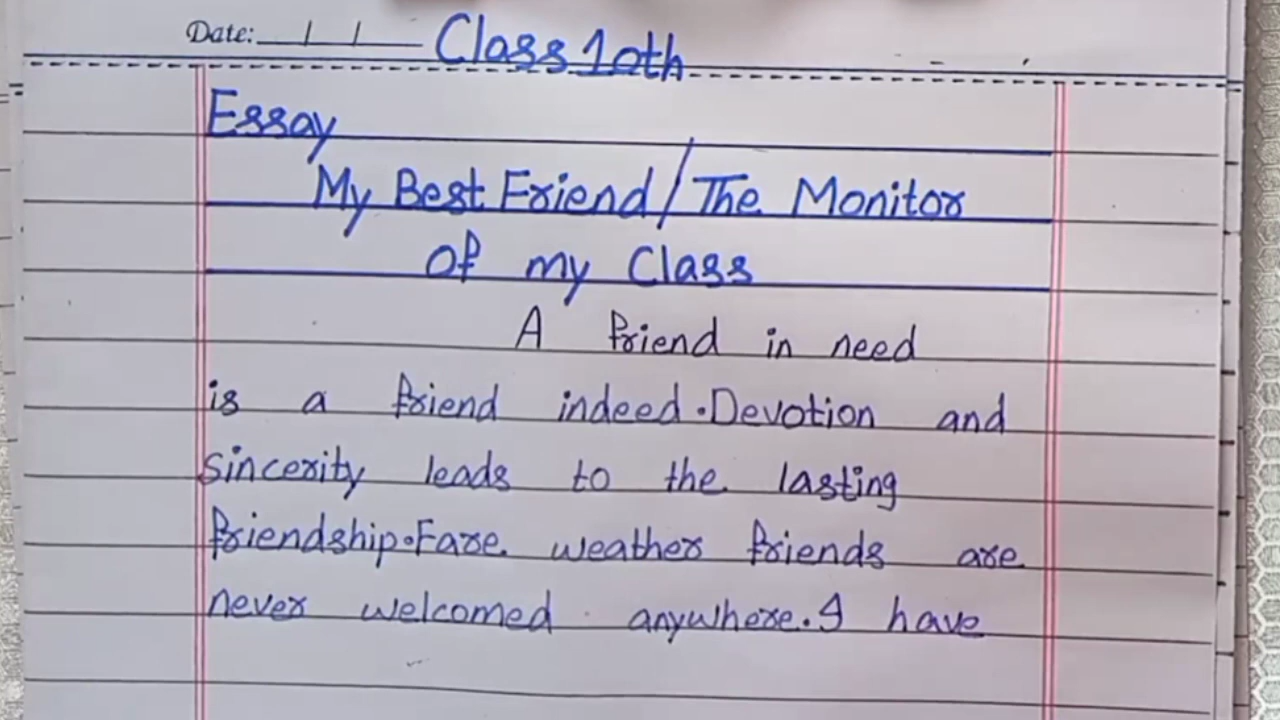 Date: / /
Class 10th
Essay
My Best Friend/The Monitor
of my Class
A friend in need
is a friend indeed.Devotion and
sincerity leads to the lasting
friendship.Fare weather friends are
never welcomed anywhere.I have